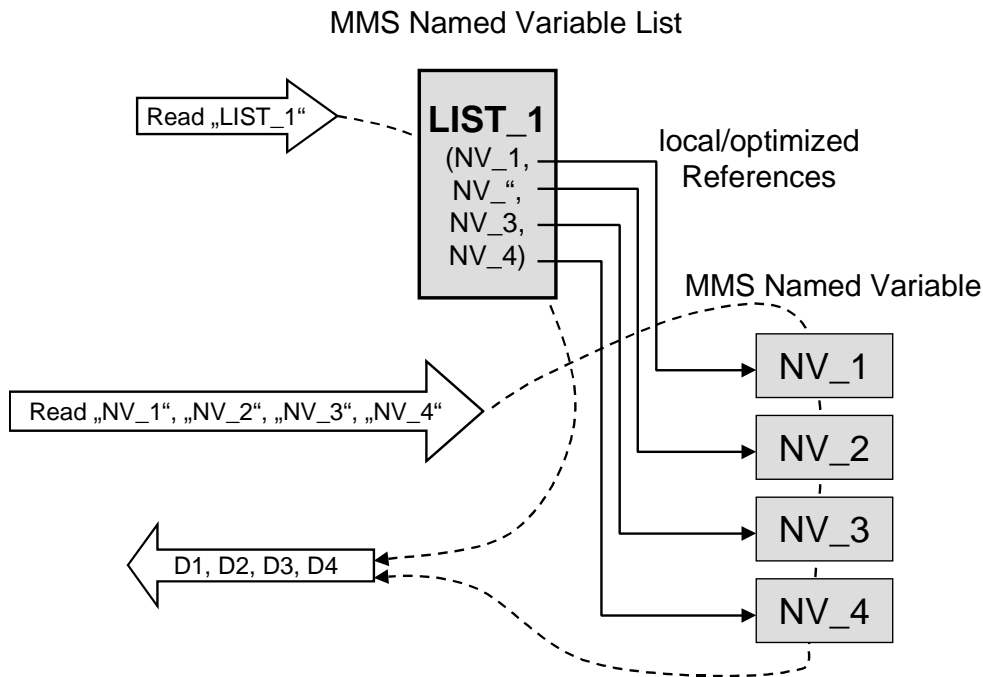 MMS Named Variable List
Read „LIST_1“
LIST_1
(NV_1,
NV_“,
NV_3,
NV_4)
local/optimized
References
MMS Named Variable
NV_1
Read „NV_1“, „NV_2“, „NV_3“, „NV_4“
NV_2
NV_3
D1, D2, D3, D4
NV_4